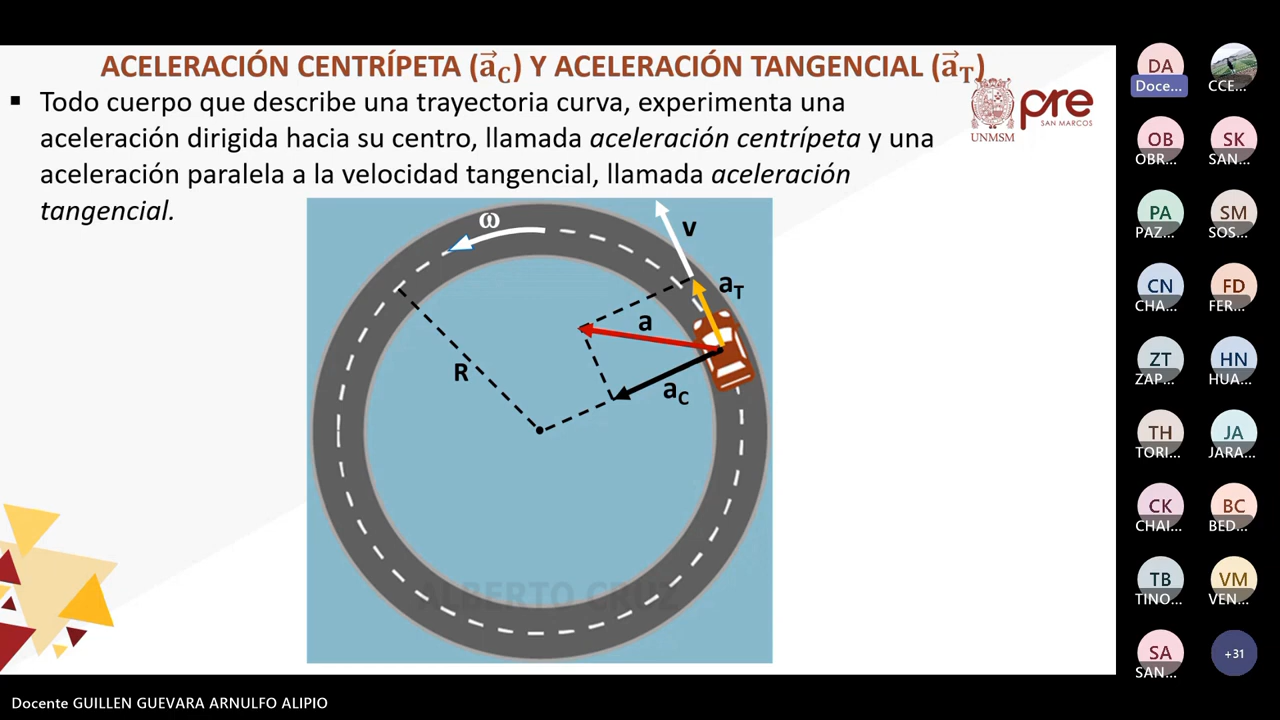 ACELERACIÓN CENTRÍPETA (a⃗C) Y ACELERACIÓN TANGENCIAL (a⃗T)
▪ Todo cuerpo que describe una trayectoria curva, experimenta una
aceleración dirigida hacia su centro, llamada aceleración centrípeta y una
aceleración paralela a la velocidad tangencial, llamada aceleración
tangencial.
UNMSM
pre
SAN MARCOS
ω
v
aT
a
R
aC
ALBERTO CRUZ
DA
Doce...
CCE...
OB
OBR...
SK
SAN...
PA
PAZ...
SM
SOS...
CN
CHA...
FD
FER...
ZT
ZAP...
HN
HUA...
TH
TORI...
JA
JARA...
CK
CHAI...
BC
BED...
TB
TINO...
VM
VEN...
SA
SAN...
+31
Docente GUILLEN GUEVARA ARNULFO ALIPIO